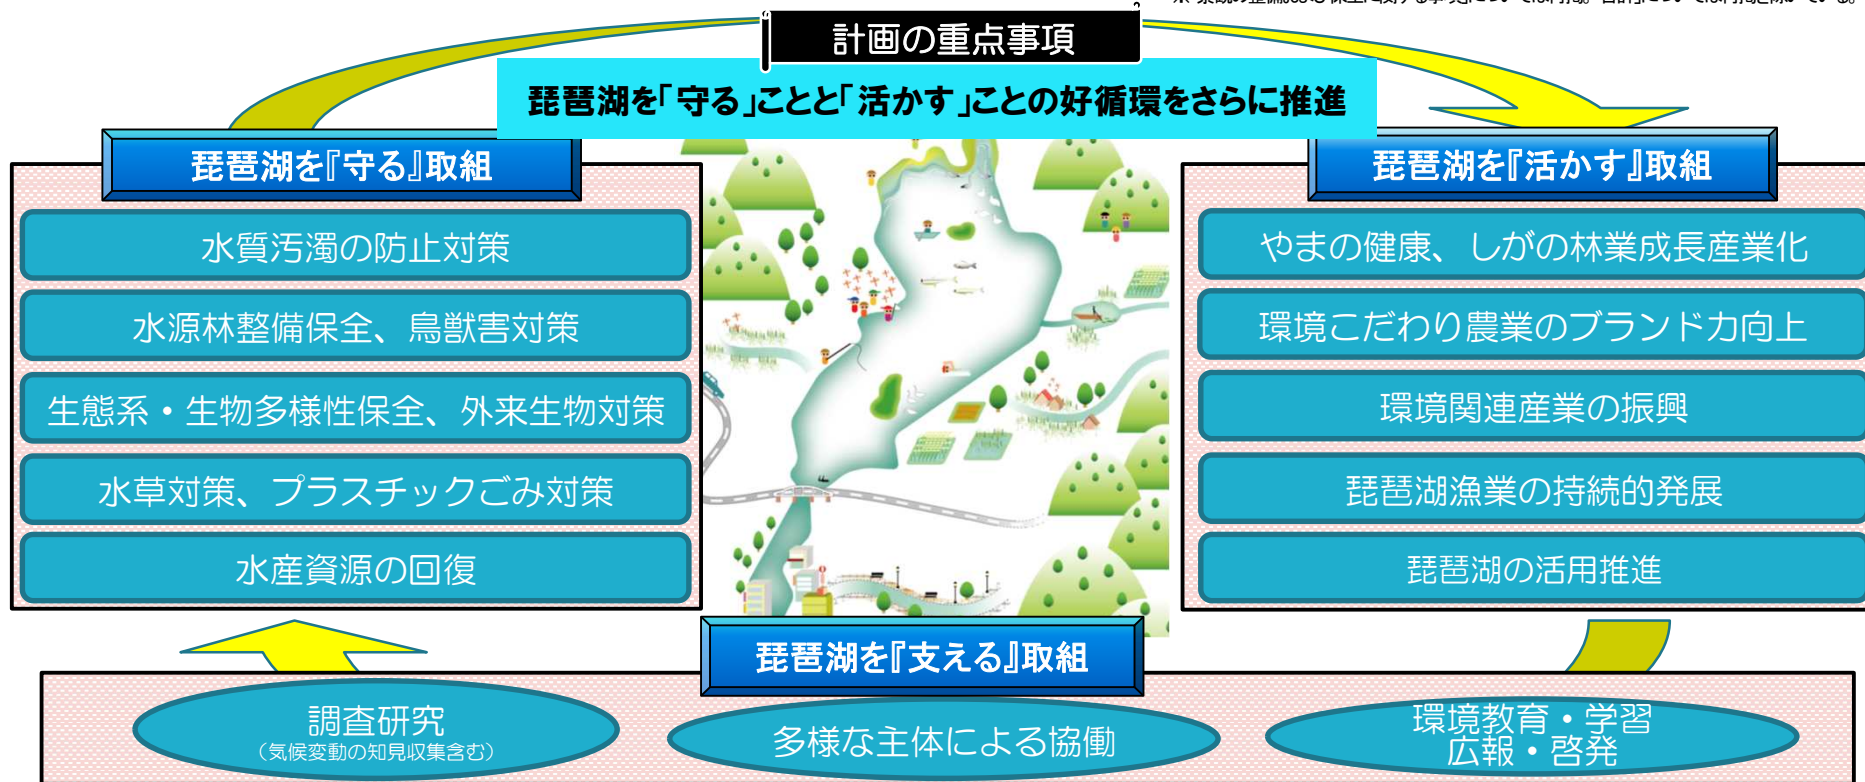 計画の重点事項
琵琶湖を「守る」ことと「活かす」ことの好循環をさらに推進
琵琶湖を『守る』取組
水質汚濁の防止対策
水源林整備保全、鳥獣害対策
生態系・生物多様性保全、外来生物対策
水草対策、プラスチックごみ対策
水産資源の回復
琵琶湖を『活かす』取組
やまの健康、しがの林業成長産業化
環境こだわり農業のブランド力向上
環境関連産業の振興
琵琶湖漁業の持続的発展
琵琶湖の活用推進
琵琶湖を『支える』取組
調査研究
（気候変動の知見収集含む）
多様な主体による協働
環境教育・学習
広報・啓発